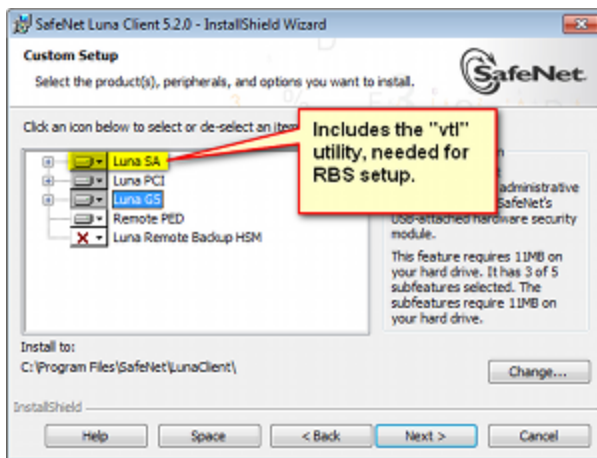 SafeNet Luna Client 5.2.0 - InstallShield Wizard
Custom Setup
Select the product(s), peripherals, and options you want to install.
SafeNet.
Click an icon below to select or de-select an
Includes the "vtl"
utility, needed for
RBS setup.
Luna SA
Luna PCI
Luna G5
Remote PED
Luna Remote Backup HSM
administrative
SafeNet's
USB-attached hardware security
module.
This feature requires 11MB on
your hard drive. It has 3 of 5
subfeatures selected. The
subfeatures require 11MB on
your hard drive.
Install to:
C:\Program Files\SafeNet\LunaClient\
Change...
InstallShield
Help
Space
< Back
Next >
Cancel